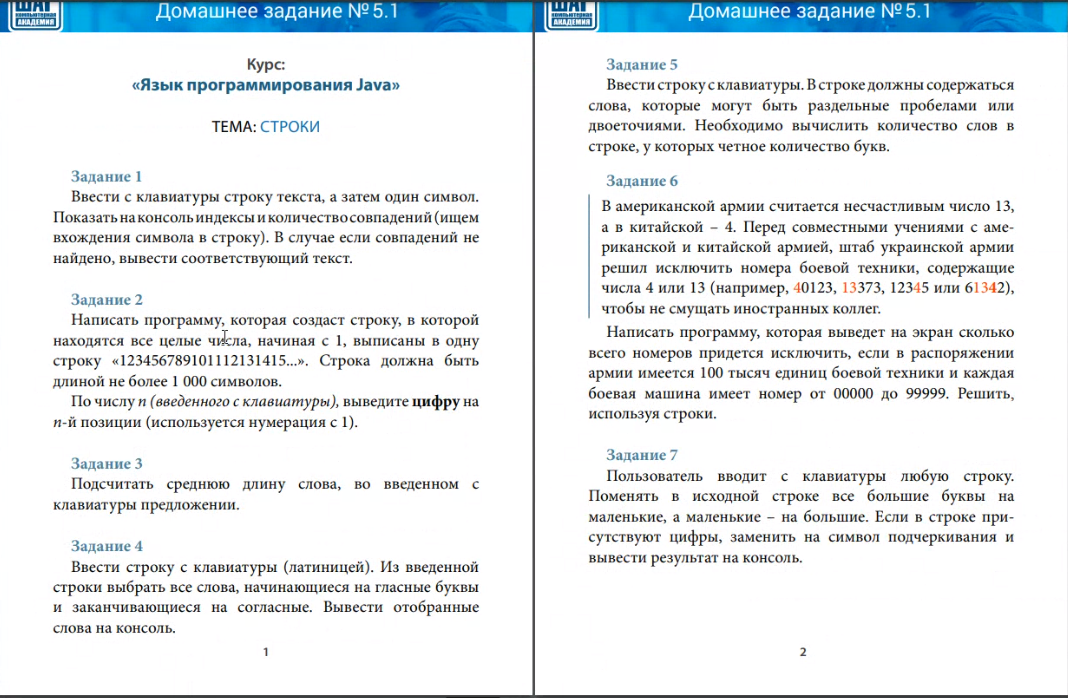 ШАГ
КОМПЬЮТЕРНАЯ
АКАДЕМИЯ
Домашнее задание №5.1
Курс:
«Язык программирования Java»
ТЕМА: СТРОКИ
Задание 1
Ввести с клавиатуры строку текста, а затем один символ.
Показать на консоль индексы и количество совпадений (ищем
вхождения символа в строку). В случае если совпадений не
найдено, вывести соответствующий текст.
Задание 2
Написать программу, которая создаст строку, в которой
находятся все целые числа, начиная с 1, выписаны в одну
строку «123456789101112131415...». Строка должна быть
длиной не более 1 000 символов.
По числу n (введенного с клавиатуры), выведите цифру на
n-й позиции (используется нумерация с 1).
Задание 3
Подсчитать среднюю длину слова, во введенном с
клавиатуры предложении.
Задание 4
Ввести строку с клавиатуры (латиницей). Из введенной
строки выбрать все слова, начинающиеся на гласные буквы
и заканчивающиеся на согласные. Вывести отобранные
слова на консоль.
1
ШАГ
КОМПЬЮТЕРНАЯ
АКАДЕМИЯ
Домашнее задание №5.1
Задание 5
Ввести строку с клавиатуры. В строке должны содержаться
слова, которые могут быть раздельные пробелами или
двоеточиями. Необходимо вычислить количество слов в
строке, у которых четное количество букв.
Задание 6
В американской армии считается несчастливым число 13,
а в китайской – 4. Перед совместными учениями с аме-
риканской и китайской армией, штаб украинской армии
решил исключить номера боевой техники, содержащие
числа 4 или 13 (например, 40123, 13373, 12345 или 61342),
чтобы не смущать иностранных коллег.
Написать программу, которая выведет на экран сколько
всего номеров придется исключить, если в распоряжении
армии имеется 100 тысяч единиц боевой техники и каждая
боевая машина имеет номер от 00000 до 99999. Решить,
используя строки.
Задание 7
Пользователь вводит с клавиатуры любую строку.
Поменять в исходной строке все большие буквы на
маленькие, а маленькие – на большие. Если в строке при-
сутствуют цифры, заменить на символ подчеркивания и
вывести результат на консоль.
2